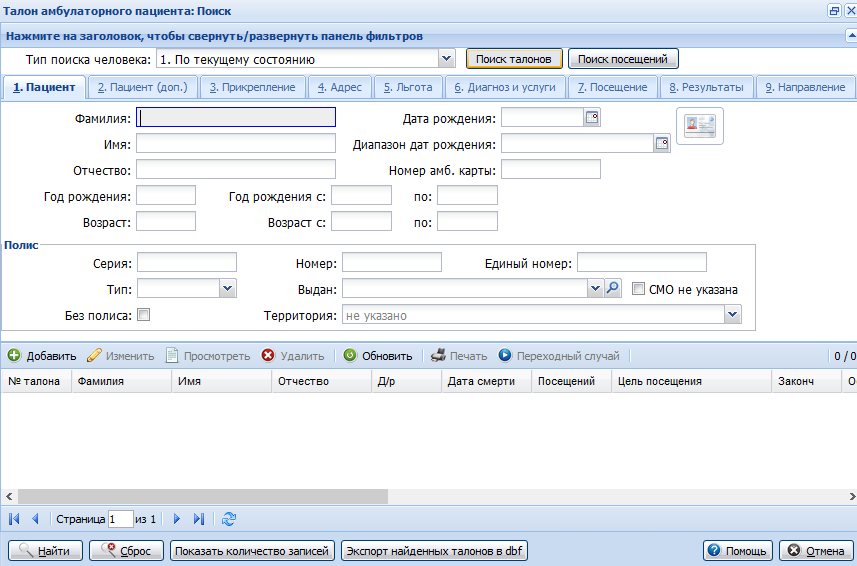 Талон амбулаторного пациента: Поиск
Нажмите на заголовок, чтобы свернуть/развернуть панель фильтров
Тип поиска человека: 1. По текущему состоянию Поиск талонов Поиск посещений
1. Пациент 2. Пациент (доп.) 3. Прикрепление 4. Адрес 5. Льгота 6. Диагноз и услуги 7. Посещение 8. Результаты 9. Направление
Фамилия: Дата рождения:
Имя: Диапазон дат рождения:
Отчество: Номер амб. карты:
Год рождения: Год рождения с: по:
Возраст: Возраст с: по:
Полис
Серия: Номер: Единый номер:
Тип: Выдан: СМО не указана
Без полиса: Территория: не указано
Добавить Изменить Просмотреть Удалить Обновить Печать Переходный случай 0 / 0
№ талона Фамилия Имя Отчество Д/р Дата смерти Посещений Цель посещения Законч
Страница 1 из 1
Найти Сброс Показать количество записей Экспорт найденных талонов в dbf Помощь Отмена